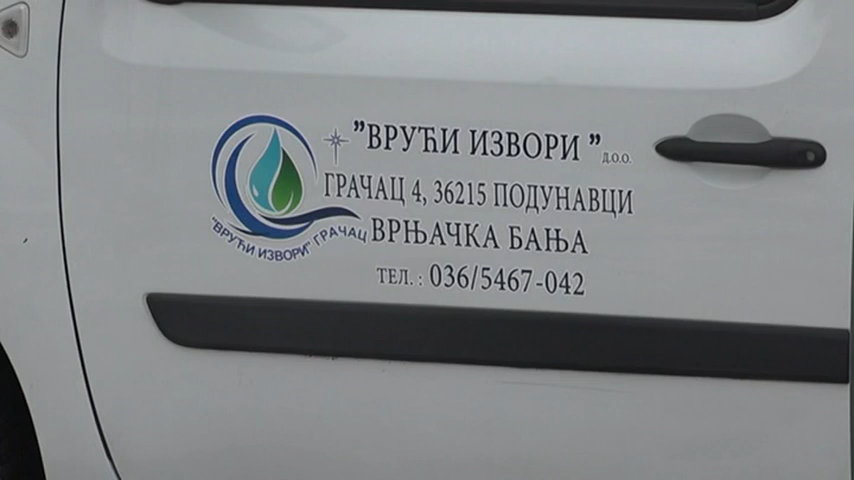 "ВРУЋИ ИЗВОРИ" Д.О.О.
ГРАЧАЦ 4, 36215 ПОДУНАВЦИ
ВРЊАЧКА БАЊА
ТЕЛ. : 036/5467-042
"ВРУЋИ ИЗВОРИ" ГРАЧАЦ